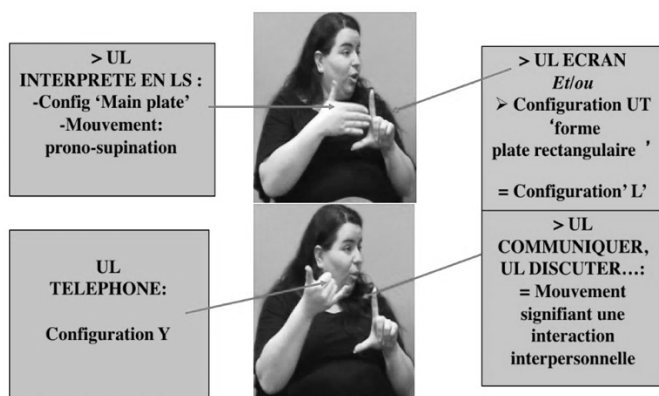 > UL
INTERPRETE EN LS :
-Config ‘Main plate’
-Mouvement:
prono-supination
> UL ECRAN
Et/ou
➢ Configuration UT
‘forme
plate rectangulaire ’
= Configuration’ L’
UL
TELEPHONE:
Configuration Y
> UL
COMMUNIQUER,
UL DISCUTER…:
= Mouvement
signifiant une
interaction
interpersonnelle